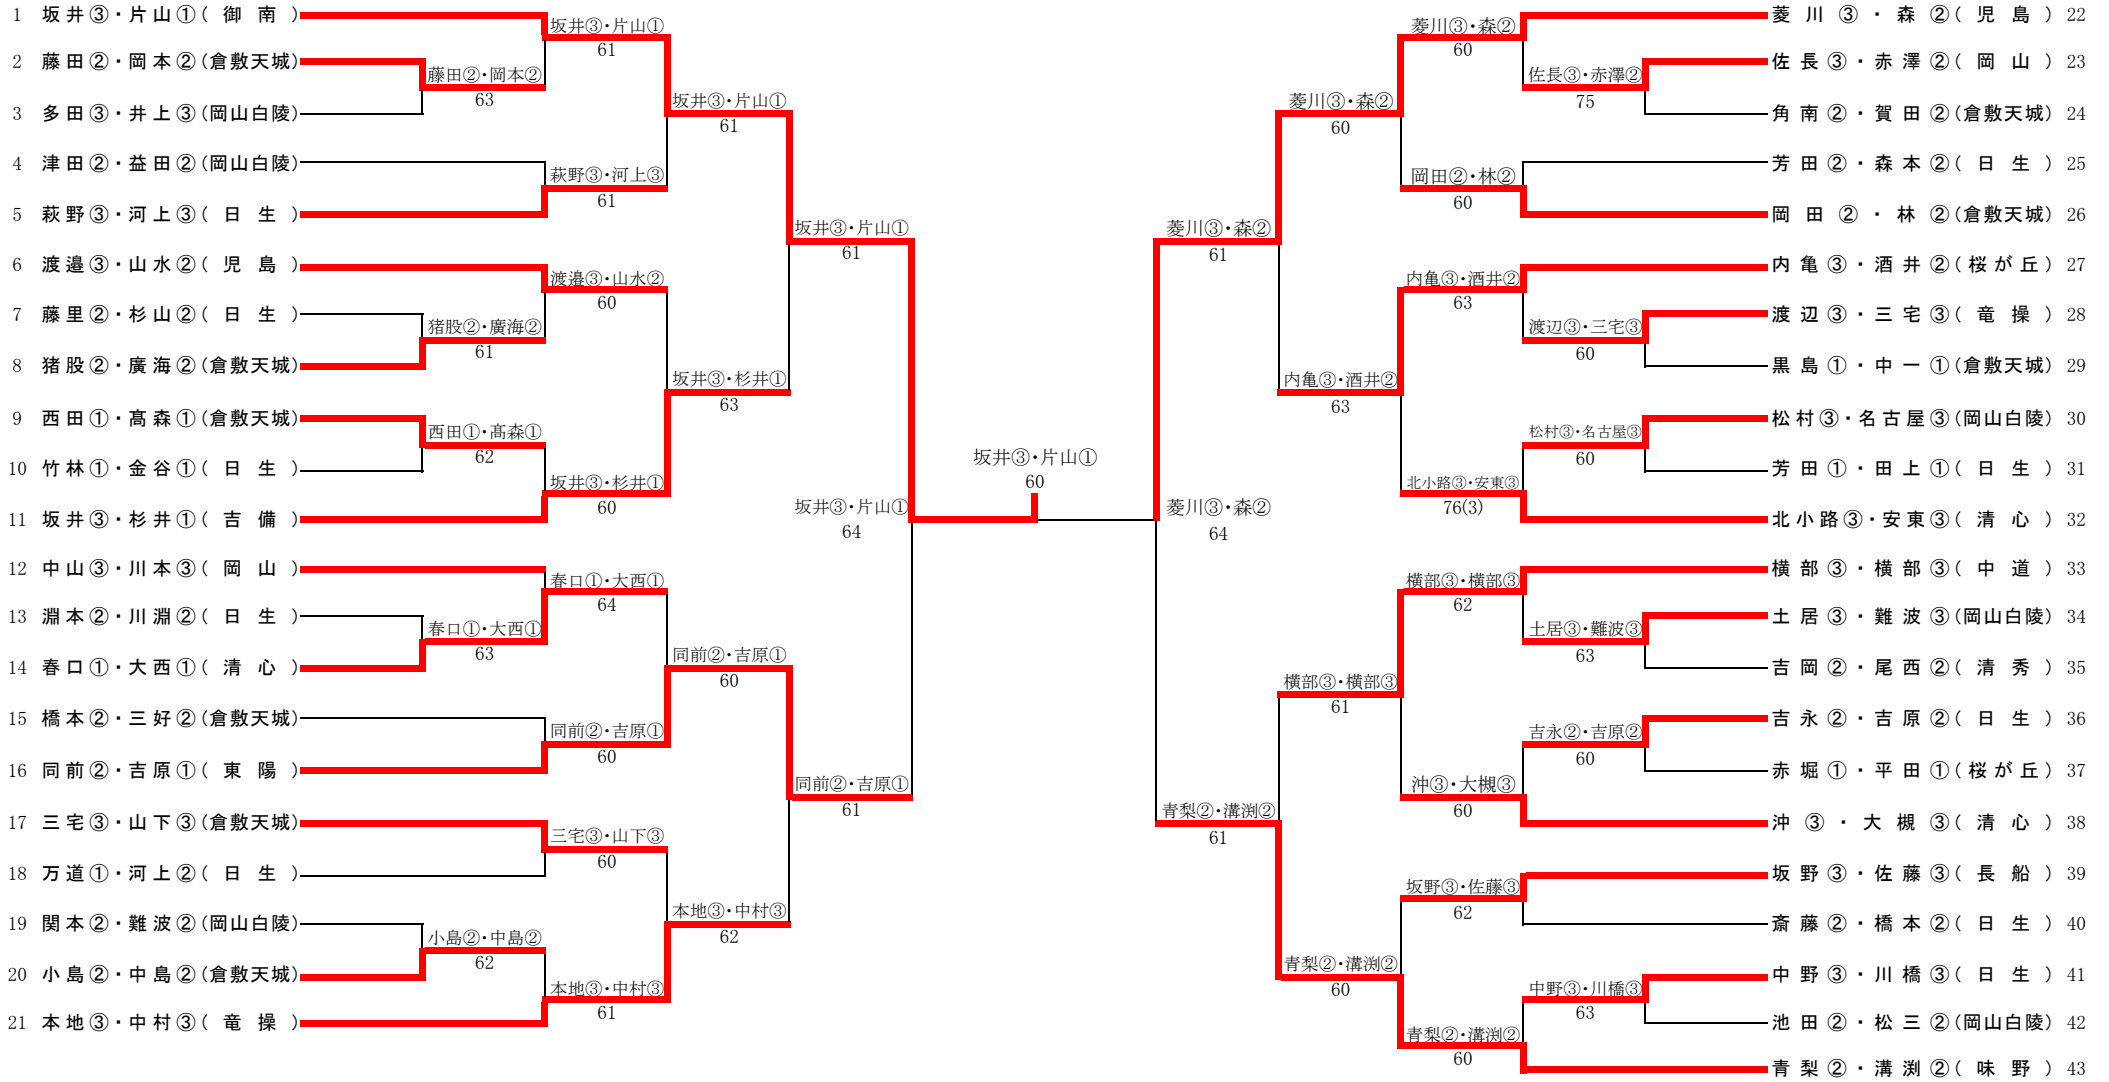 1 坂井③・片山①( 御 南 )
2 藤田②・岡本②(倉敷天城)
3 多田③・井上③(岡山白陵)
4 津田②・益田②(岡山白陵)
5 萩野③・河上③( 日 生 )
6 渡邉③・山水②( 児 島 )
7 藤里②・杉山②( 日 生 )
8 猪股②・廣海②(倉敷天城)
9 西田①・髙森①(倉敷天城)
10 竹林①・金谷①( 日 生 )
11 坂井③・杉井①( 吉 備 )
12 中山③・川本③( 岡 山 )
13 淵本②・川淵②( 日 生 )
14 春口①・大西①( 清 心 )
15 橋本②・三好②(倉敷天城)
16 同前②・吉原①( 東 陽 )
17 三宅③・山下③(倉敷天城)
18 万道①・河上②( 日 生 )
19 関本②・難波②(岡山白陵)
20 小島②・中島②(倉敷天城)
21 本地③・中村③( 竜 操 )
藤田②・岡本②
63
猪股②・廣海②
61
西田①・髙森①
62
春口①・大西①
63
小島②・中島②
62
坂井③・片山①
61
萩野③・河上③
61
渡邉③・山水②
60
坂井③・杉井①
60
春口①・大西①
64
同前②・吉原①
60
三宅③・山下③
60
本地③・中村③
61
坂井③・片山①
61
坂井③・杉井①
63
同前②・吉原①
60
本地③・中村③
62
坂井③・片山①
61
同前②・吉原①
61
坂井③・片山①
64
坂井③・片山①
60
菱川③・森②
64
菱川③・森②
61
青梨②・溝渕②
61
菱川③・森②
60
内亀③・酒井②
63
横部③・横部③
61
青梨②・溝渕②
60
菱川③・森②
60
岡田②・林②
60
内亀③・酒井②
63
北小路③・安東③
76(3)
横部③・横部③
62
沖③・大槻③
60
坂野③・佐藤③
62
青梨②・溝渕②
60
佐長③・赤澤②
75
渡辺③・三宅③
60
松村③・名古屋③
60
土居③・難波③
63
吉永②・吉原②
60
中野③・川橋③
63
菱 川 ③ ・ 森 ②( 児 島 ) 22
佐長③・赤澤②( 岡 山 ) 23
角南②・賀田②(倉敷天城) 24
芳田②・森本②( 日 生 ) 25
岡 田 ② ・ 林 ②(倉敷天城) 26
内亀③・酒井②(桜が丘) 27
渡辺③・三宅③( 竜 操 ) 28
黒島①・中一①(倉敷天城) 29
松村③・名古屋③(岡山白陵) 30
芳田①・田上①( 日 生 ) 31
北小路③・安東③( 清 心 ) 32
横部③・横部③( 中 道 ) 33
土居③・難波③(岡山白陵) 34
吉岡②・尾西②( 清 秀 ) 35
吉永②・吉原②( 日 生 ) 36
赤堀①・平田①(桜が丘) 37
沖 ③ ・ 大 槻 ③( 清 心 ) 38
坂野③・佐藤③( 長 船 ) 39
斎藤②・橋本②( 日 生 ) 40
中野③・川橋③( 日 生 ) 41
池田②・松三②(岡山白陵) 42
青梨②・溝渕②( 味 野 ) 43